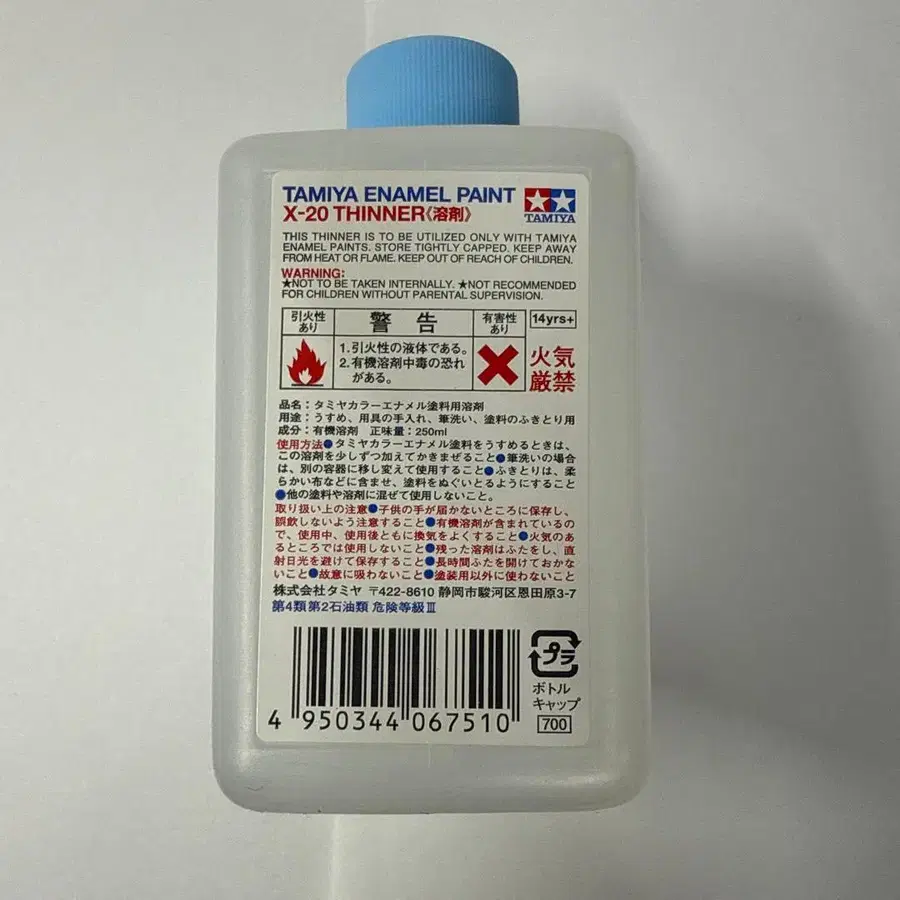 TAMIYA ENAMEL PAINT
X-20 THINNER《溶剤》
TAMIYA
THIS THINNER IS TO BE UTILIZED ONLY WITH TAMIYA
ENAMEL PAINTS. STORE TIGHTLY CAPPED. KEEP AWAY
FROM HEAT OR FLAME. KEEP OUT OF REACH OF CHILDREN.
WARNING:
★NOT TO BE TAKEN INTERNALLY. ★NOT RECOMMENDED
FOR CHILDREN WITHOUT PARENTAL SUPERVISION.
引火性
あり
警告
1.引火性の液体である。
2.有機溶剤中毒の恐れ
がある。
有害性
あり
14yrs+
火気
厳禁
品名：タミヤカラーエナメル塗料用溶剤
用途：うすめ、用具の手入れ、筆洗い、塗料のふきとり用
成分：有機溶剤 正味量：250ml
使用方法●タミヤカラーエナメル塗料をうすめるときは、
この溶剤を少しずつ加えてかきまぜること●筆洗いの場合
は、別の容器に移し変えて使用すること●ふきとりは、柔
らかい布などに含ませ、塗料をぬぐいとるようにすること
●他の塗料や溶剤に混ぜて使用しないこと。
取り扱い上の注意●子供の手が届かないところに保存し、
誤飲しないよう注意すること●有機溶剤が含まれているの
で、使用中、使用後ともに換気をよくすること●火気のあ
るところでは使用しないこと●残った溶剤はふたをし、直
射日光を避けて保存すること●長時間ふたを開けておかな
いこと●故意に吸わないこと●塗装用以外に使わないこと
株式会社タミヤ 〒422-8610 静岡市駿河区恩田原3-7
第4類第2石油類 危険等級Ⅲ
4 950344 067510
プラ
ボトル
キャップ
700